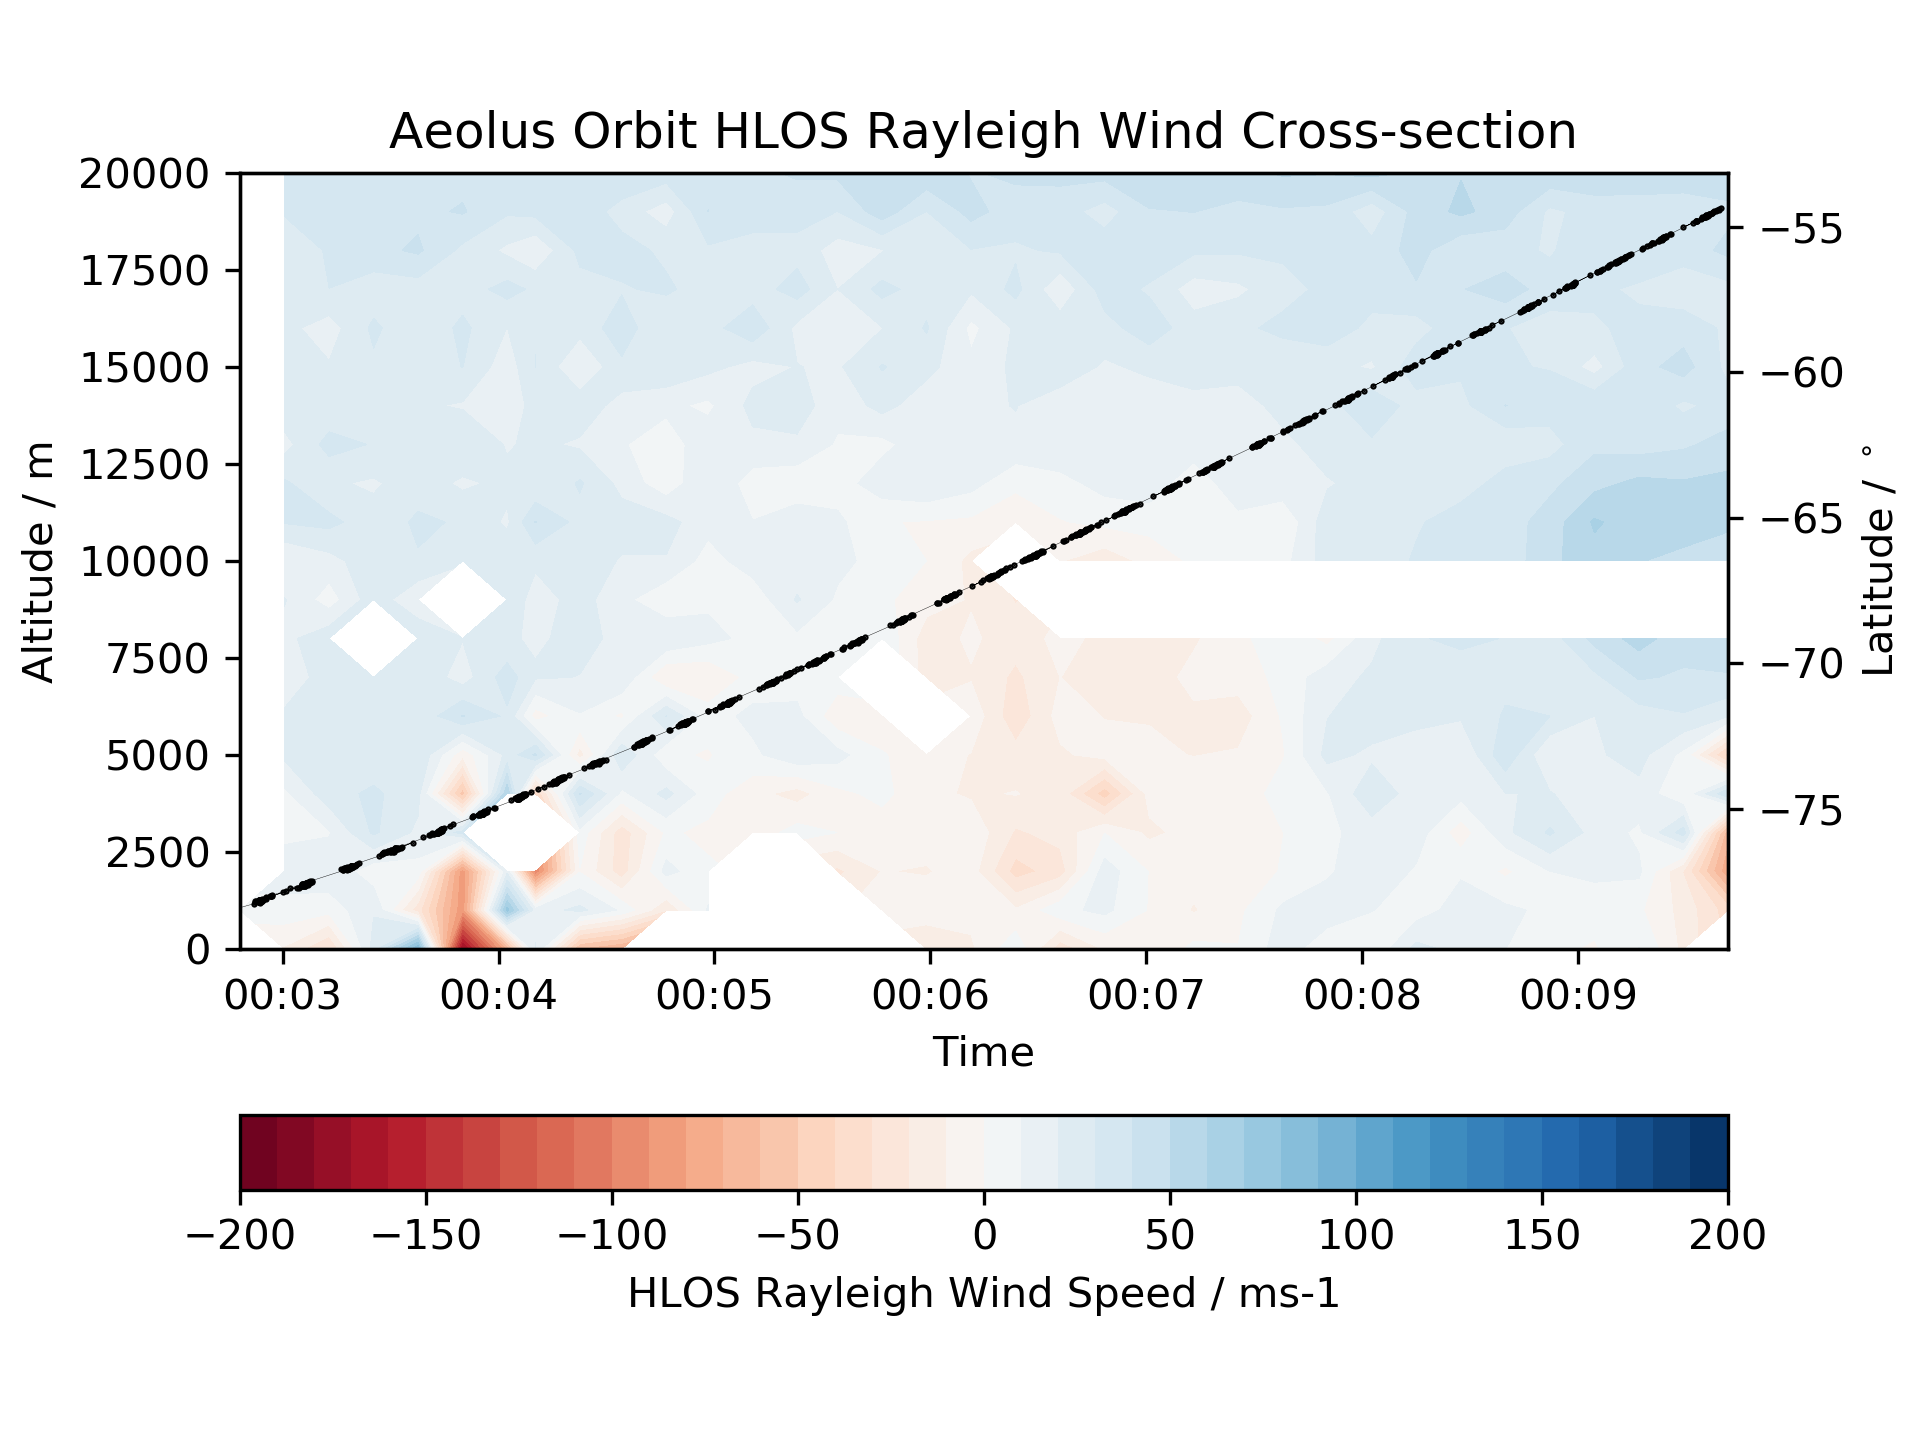 Aeolus Orbit HLOS Rayleigh Wind Cross-section
20000
17500
15000
12500
10000
7500
5000
2500
0
Altitude / m
−55
−60
−65
−70
−75
Latitude / °
00:03 00:04 00:05 00:06 00:07 00:08 00:09
Time
−200 −150 −100 −50 0 50 100 150 200
HLOS Rayleigh Wind Speed / ms-1